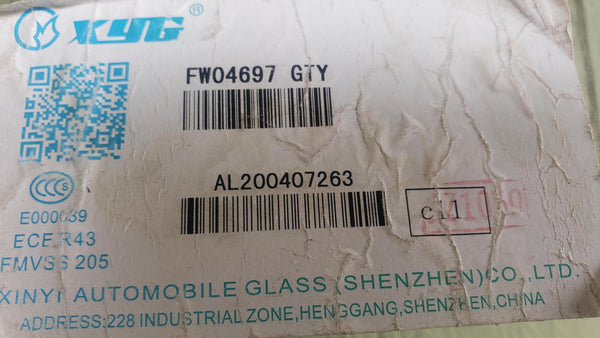 XYG
FW04697 GTY
AL200407263
E000039
ECE R43
FMVSS 205
XINYI AUTOMOBILE GLASS (SHENZHEN)CO.,LTD.
ADDRESS:228 INDUSTRIAL ZONE,HENGGANG,SHENZHEN,CHINA